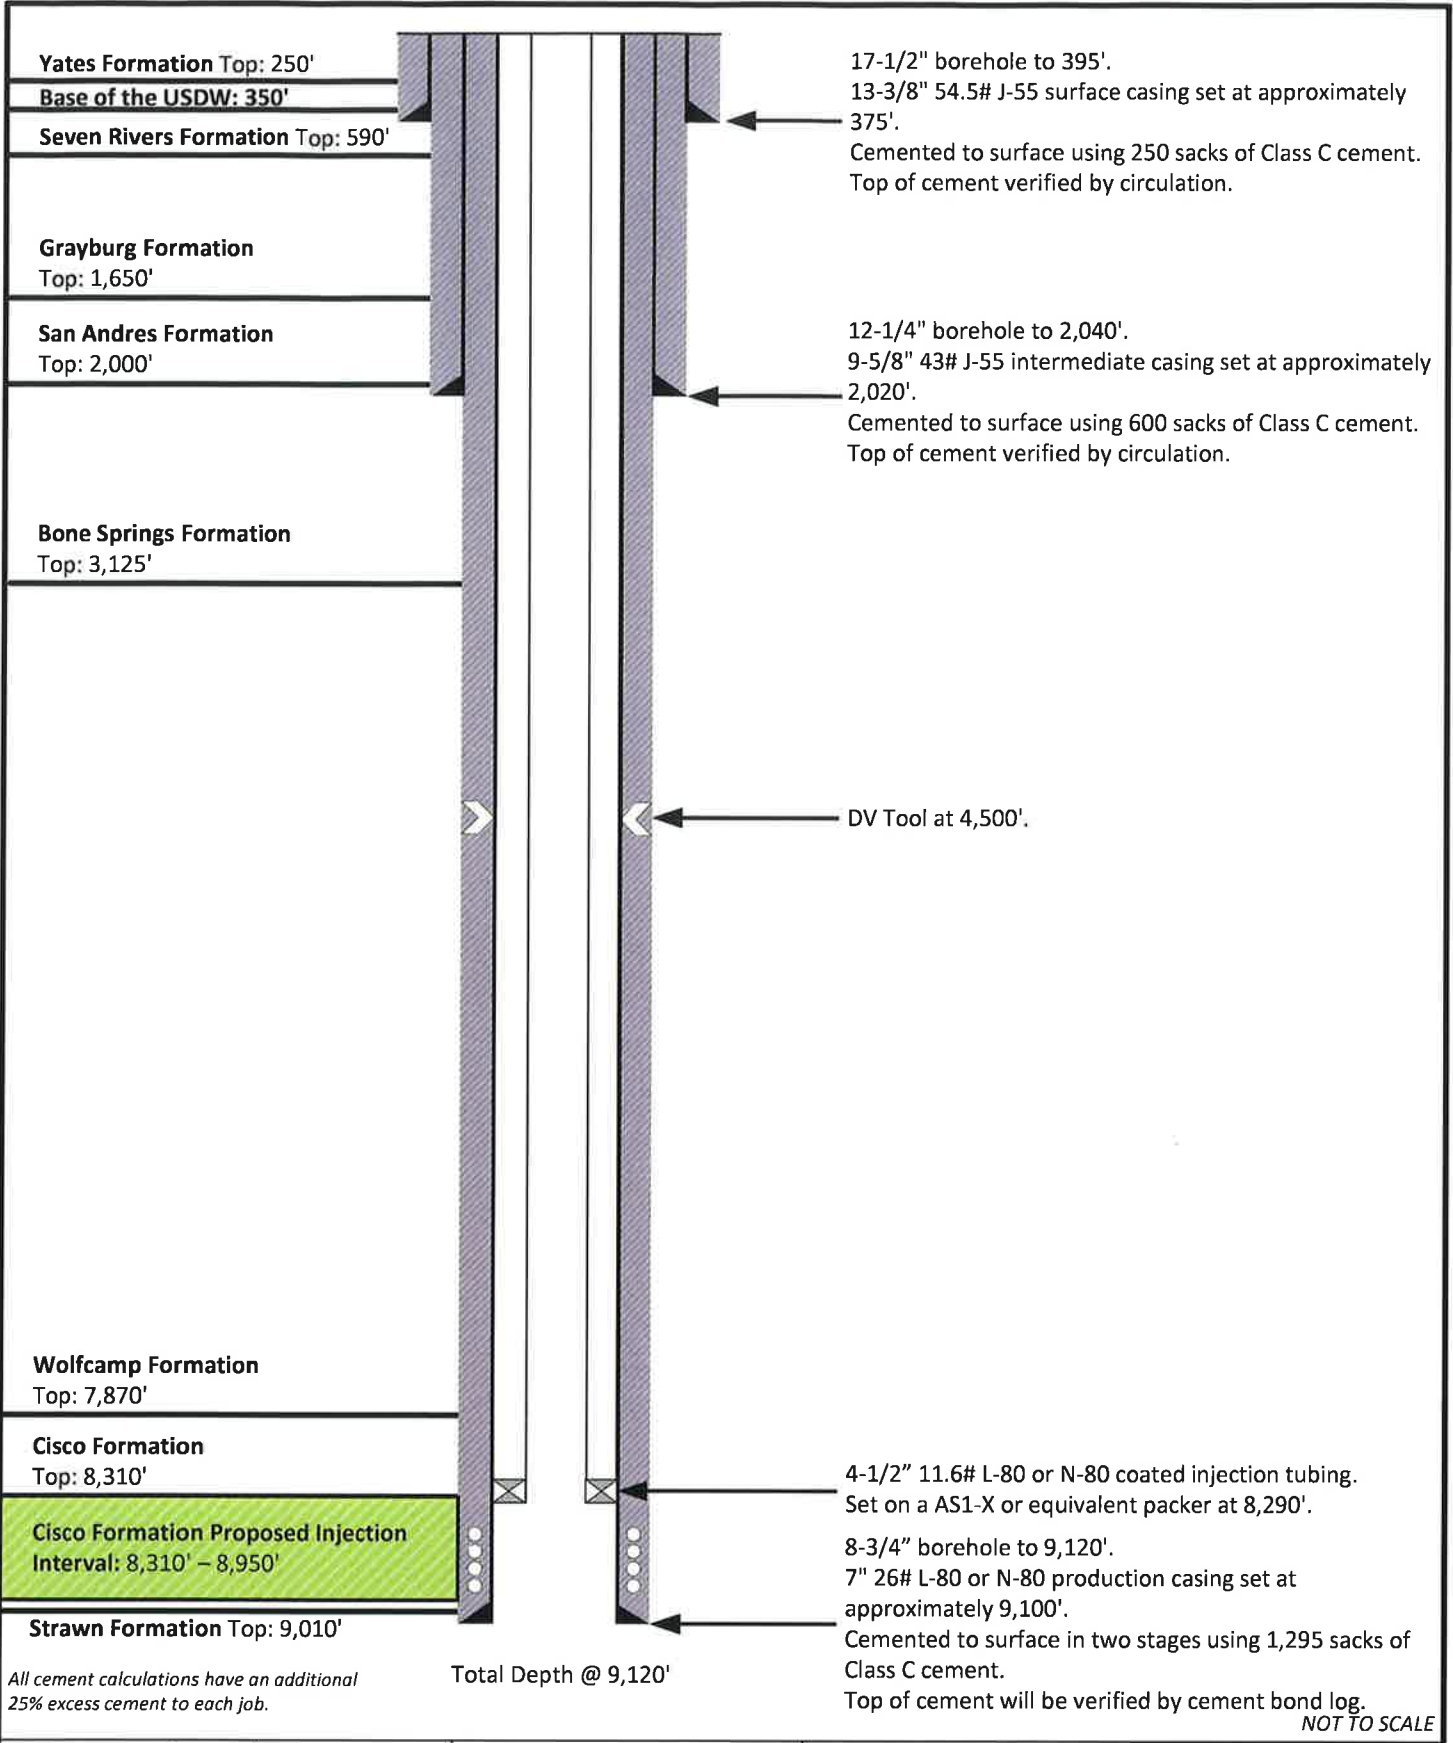 Yates Formation Top: 250'
Base of the USDW: 350'
Seven Rivers Formation Top: 590'
Grayburg Formation
Top: 1,650'
San Andres Formation
Top: 2,000'
Bone Springs Formation
Top: 3,125'
Wolfcamp Formation
Top: 7,870'
Cisco Formation
Top: 8,310'
Cisco Formation Proposed Injection
Interval: 8,310' – 8,950'
Strawn Formation Top: 9,010'
All cement calculations have an additional
25% excess cement to each job.
Total Depth @ 9,120'
17-1/2" borehole to 395'.
13-3/8" 54.5# J-55 surface casing set at approximately
375'.
Cemented to surface using 250 sacks of Class C cement.
Top of cement verified by circulation.
12-1/4" borehole to 2,040'.
9-5/8" 43# J-55 intermediate casing set at approximately
2,020'.
Cemented to surface using 600 sacks of Class C cement.
Top of cement verified by circulation.
DV Tool at 4,500'.
4-1/2” 11.6# L-80 or N-80 coated injection tubing.
Set on a AS1-X or equivalent packer at 8,290'.
8-3/4” borehole to 9,120'.
7" 26# L-80 or N-80 production casing set at
approximately 9,100'.
Cemented to surface in two stages using 1,295 sacks of
Class C cement.
Top of cement will be verified by cement bond log.
NOT TO SCALE